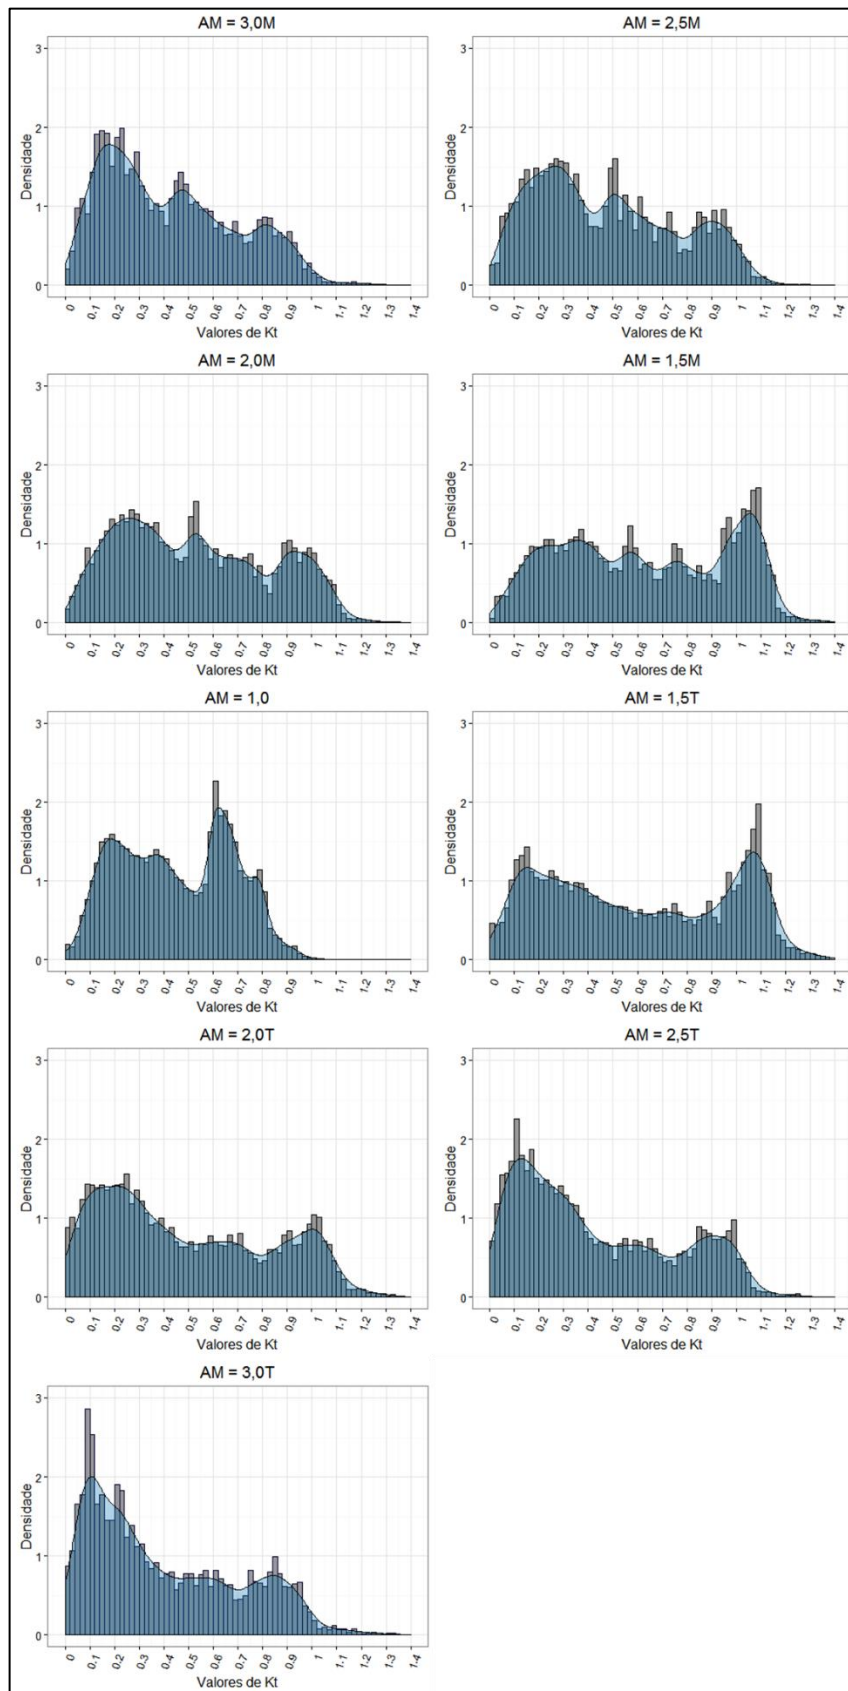 AM = 3,0M
3
2
1
0
Densidade
0 0.1 0.2 0.3 0.4 0.5 0.6 0.7 0.8 0.9 1 1.1 1.2 1.3 1.4
Valores de Kt
AM = 2,5M
3
2
1
0
Densidade
0 0.1 0.2 0.3 0.4 0.5 0.6 0.7 0.8 0.9 1 1.1 1.2 1.3 1.4
Valores de Kt
AM = 2,0M
3
2
1
0
Densidade
0 0.1 0.2 0.3 0.4 0.5 0.6 0.7 0.8 0.9 1 1.1 1.2 1.3 1.4
Valores de Kt
AM = 1,5M
3
2
1
0
Densidade
0 0.1 0.2 0.3 0.4 0.5 0.6 0.7 0.8 0.9 1 1.1 1.2 1.3 1.4
Valores de Kt
AM = 1,0
3
2
1
0
Densidade
0 0.1 0.2 0.3 0.4 0.5 0.6 0.7 0.8 0.9 1 1.1 1.2 1.3 1.4
Valores de Kt
AM = 1,5T
3
2
1
0
Densidade
0 0.1 0.2 0.3 0.4 0.5 0.6 0.7 0.8 0.9 1 1.1 1.2 1.3 1.4
Valores de Kt
AM = 2,0T
3
2
1
0
Densidade
0 0.1 0.2 0.3 0.4 0.5 0.6 0.7 0.8 0.9 1 1.1 1.2 1.3 1.4
Valores de Kt
AM = 2,5T
3
2
1
0
Densidade
0 0.1 0.2 0.3 0.4 0.5 0.6 0.7 0.8 0.9 1 1.1 1.2 1.3 1.4
Valores de Kt
AM = 3,0T
3
2
1
0
Densidade
0 0.1 0.2 0.3 0.4 0.5 0.6 0.7 0.8 0.9 1 1.1 1.2 1.3 1.4
Valores de Kt